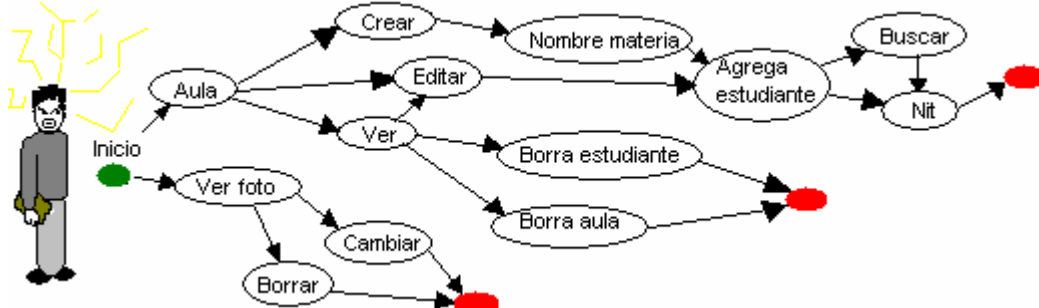 Crear
Nombre materia
Buscar
Aula
Editar
Agrega
estudiante
Nit
Inicio
Ver
Borra estudiante
Ver foto
Borra aula
Cambiar
Borrar